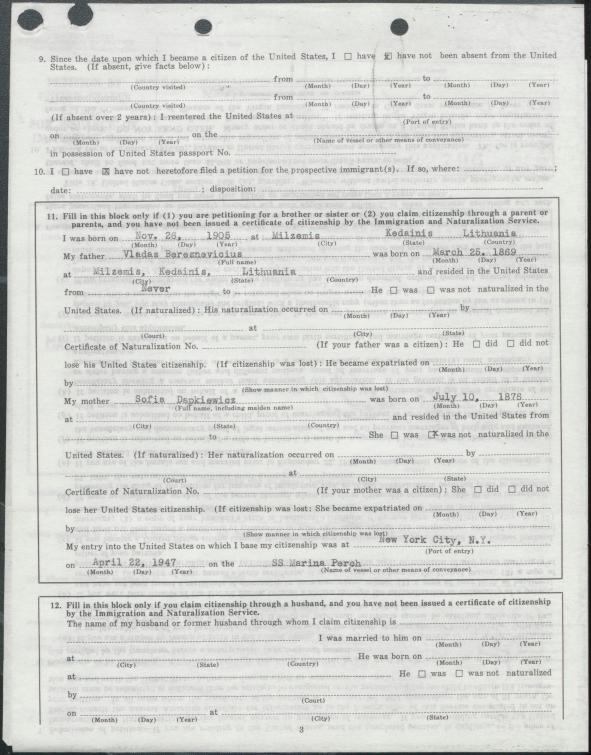 9. Since the date upon which I became a citizen of the United States, I ☐ have ☒ have not been absent from the United
States. (If absent, give facts below):
from to
(Country visited) (Month) (Day) (Year) (Month) (Day) (Year)
from to
(Country visited) (Month) (Day) (Year) (Month) (Day) (Year)
(If absent over 2 years): I reentered the United States at
(Port of entry)
on on the
(Month) (Day) (Year) (Name of vessel or other means of conveyance)
in possession of United States passport No.
10. I ☐ have ☒ have not heretofore filed a petition for the prospective immigrant(s). If so, where: ;
date: ; disposition:
11. Fill in this block only if (1) you are petitioning for a brother or sister or (2) you claim citizenship through a parent or
parents, and you have not been issued a certificate of citizenship by the Immigration and Naturalization Service.
I was born on Nov. 26, 1905 at Milzemis Kedainis Lithuania
(Month) (Day) (Year) (City) (State) (Country)
My father Vladas Bereznevicius was born on March 25. 1869
(Full name) (Month) (Day) (Year)
at Milzemis, Kedainis, Lithuania and resided in the United States
(City) (State) (Country)
from Never to He ☐ was ☐ was not naturalized in the
United States. (If naturalized): His naturalization occurred on by
(Month) (Day) (Year)
at
(Court) (City) (State)
Certificate of Naturalization No. (If your father was a citizen): He ☐ did ☐ did not
lose his United States citizenship. (If citizenship was lost): He became expatriated on
(Month) (Day) (Year)
by
(Show manner in which citizenship was lost)
My mother Sofia Dapkiewicz was born on July 10, 1878
(Full name, including maiden name) (Month) (Day) (Year)
at and resided in the United States from
(City) (State) (Country)
to She ☐ was ☒ was not naturalized in the
United States. (If naturalized): Her naturalization occurred on by
(Month) (Day) (Year)
at
(Court) (City) (State)
Certificate of Naturalization No. (If your mother was a citizen): She ☐ did ☐ did not
lose her United States citizenship. (If citizenship was lost: She became expatriated on
(Month) (Day) (Year)
by
(Show manner in which citizenship was lost)
My entry into the United States on which I base my citizenship was at New York City, N.Y.
(Port of entry)
on April 22, 1947 on the SS Marina Perch
(Month) (Day) (Year) (Name of vessel or other means of conveyance)
12. Fill in this block only if you claim citizenship through a husband, and you have not been issued a certificate of citizenship
by the Immigration and Naturalization Service.
The name of my husband or former husband through whom I claim citizenship is
I was married to him on
(Month) (Day) (Year)
at He was born on
(City) (State) (Country) (Month) (Day) (Year)
at He ☐ was ☐ was not naturalized
by
(Court)
on at
(Month) (Day) (Year) (City) (State)
3